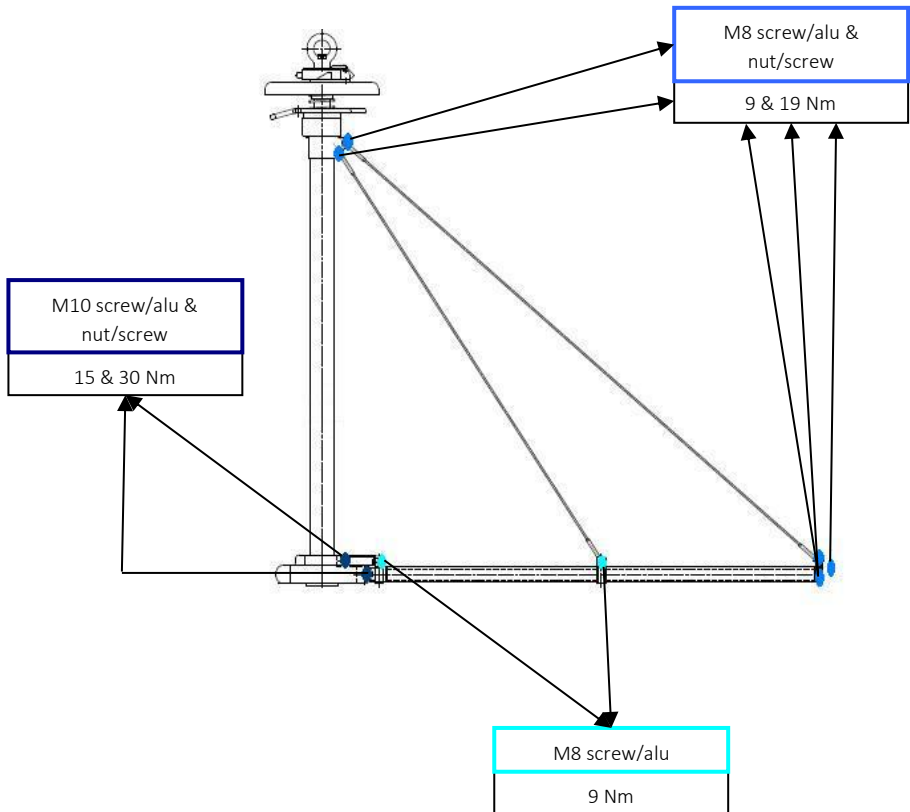 M8 screw/alu &
nut/screw
9 & 19 Nm
M10 screw/alu &
nut/screw
15 & 30 Nm
M8 screw/alu
9 Nm